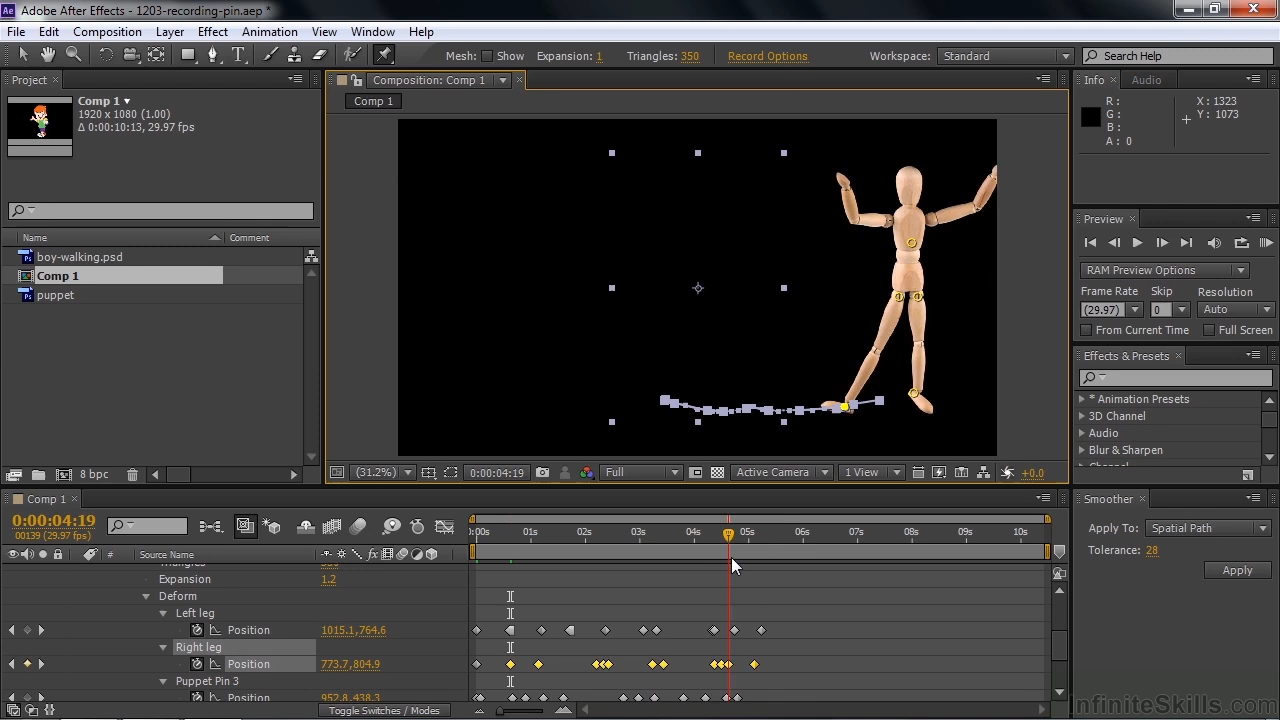 Ae Adobe After Effects - 1203-recording-pin.aep *
File Edit Composition Layer Effect Animation View Window Help
Mesh: Show Expansion: 1 Triangles: 350 Record Options Workspace: Standard Search Help
Project
Comp 1
1920 x 1080 (1.00)
Δ 0:00:10:13, 29.97 fps
Name Comment
boy-walking.psd
Comp 1
puppet
8 bpc
Composition: Comp 1
Comp 1
(31.2%) 0:00:04:19 Full Active Camera 1 View +0.0
Info Audio
R : X : 1323
G : Y : 1073
B :
A : 0
Preview
RAM Preview Options
Frame Rate Skip Resolution
(29.97) 0 Auto
From Current Time Full Screen
Effects & Presets
* Animation Presets
3D Channel
Audio
Blur & Sharpen
Comp 1
0:00:04:19
00139 (29.97 fps)
# Source Name
:00s 01s 02s 03s 04s 05s 06s 07s 08s 09s 10s
Triangles 350
Expansion 1.2
Deform
Left leg
Position 1015.1,764.6
Right leg
Position 773.7,804.9
Puppet Pin 3
Position 952.8,438.3
Toggle Switches / Modes
Smoother
Apply To: Spatial Path
Tolerance: 28
Apply
InfiniteSkills.com